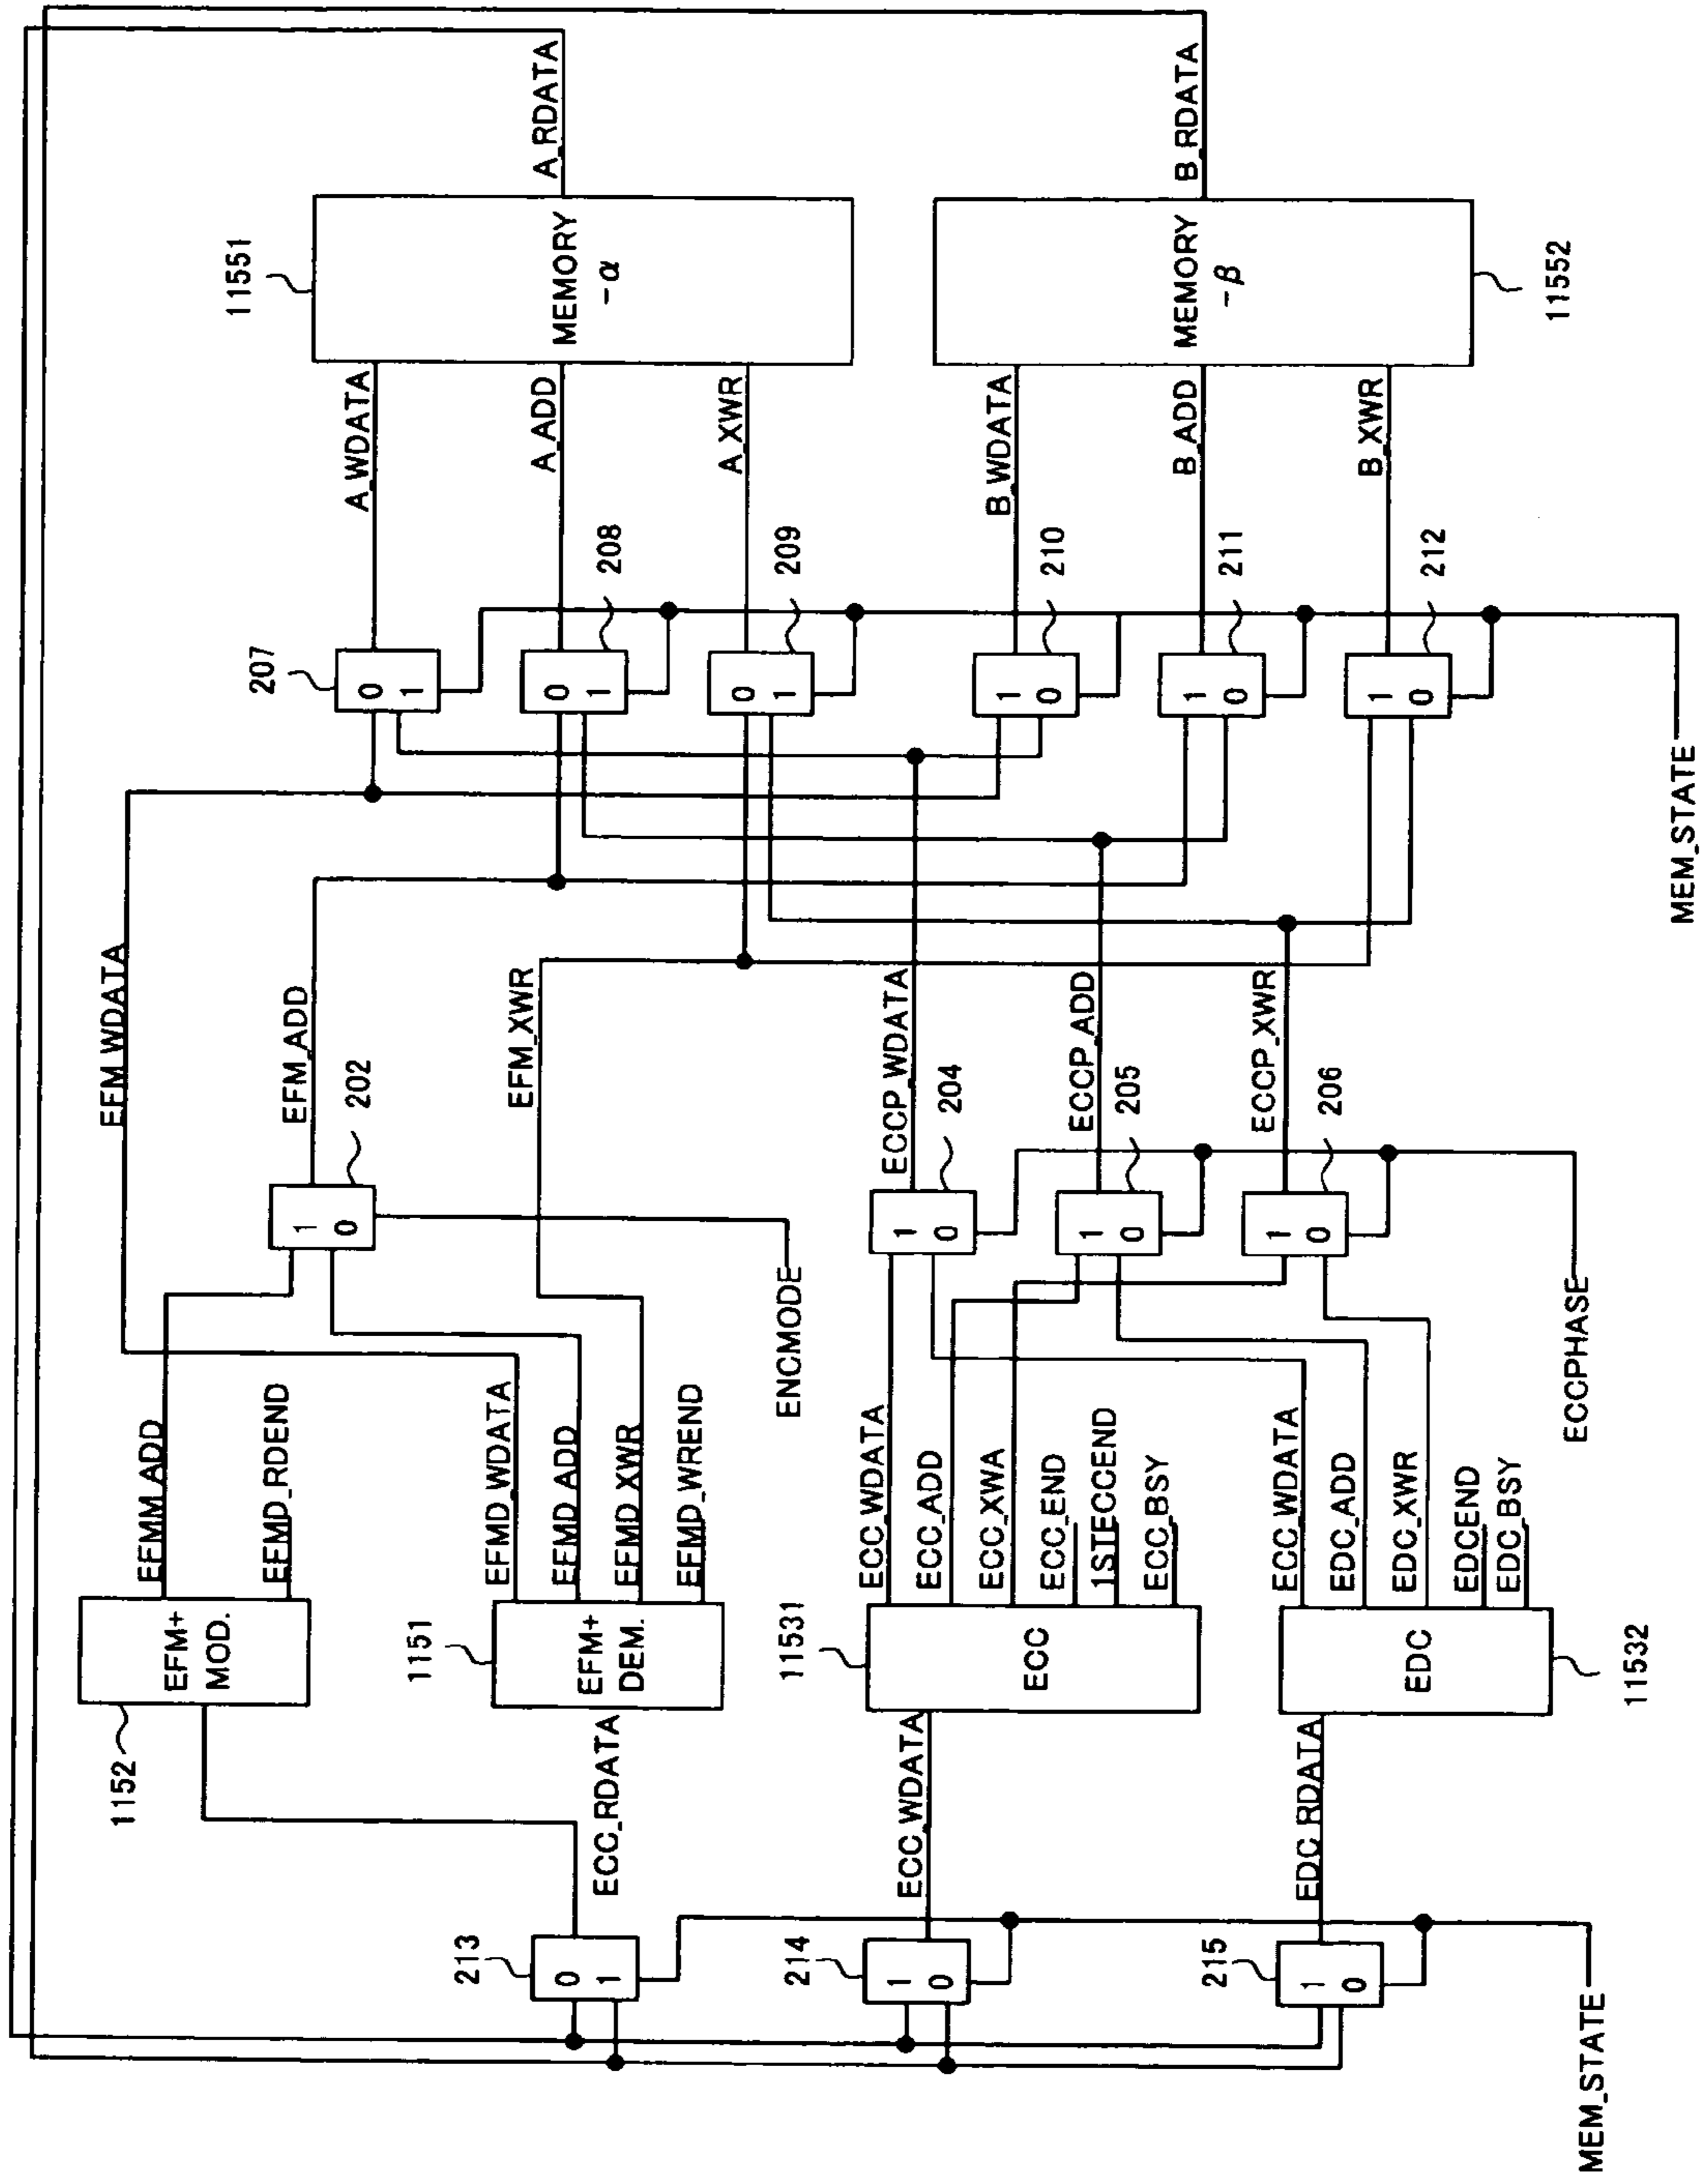 A_RDATA
B_RDATA
11551
MEMORY
-α
MEMORY
-β
11552
A_WDATA
A_ADD
A_XWR
B_WDATA
B_ADD
B_XWR
207
0
1
208
0
1
209
0
1
210
1
0
211
1
0
212
1
0
MEM_STATE
EFM_WDATA
EFM_ADD
EFM_XWR
ECCP_WDATA
ECCP_ADD
ECCP_XWR
202
1
0
204
1
0
205
1
0
206
1
0
ENCMODE
ECCPHASE
EFMM_ADD
EFMD_RDEND
EFMD_WDATA
EFMD_ADD
EFMD_XWR
EFMD_WREND
ECC_WDATA
ECC_ADD
ECC_XWA
ECC_END
1STECCEND
ECC_BSY
ECC_WDATA
EDC_ADD
EDC_XWR
EDCEND
EDC_BSY
EFM+
MOD.
1152
EFM+
DEM.
1151
ECC
11531
EDC
11532
ECC_RDATA
ECC_WDATA
EDC_RDATA
213
0
1
214
1
0
215
1
0
MEM_STATE